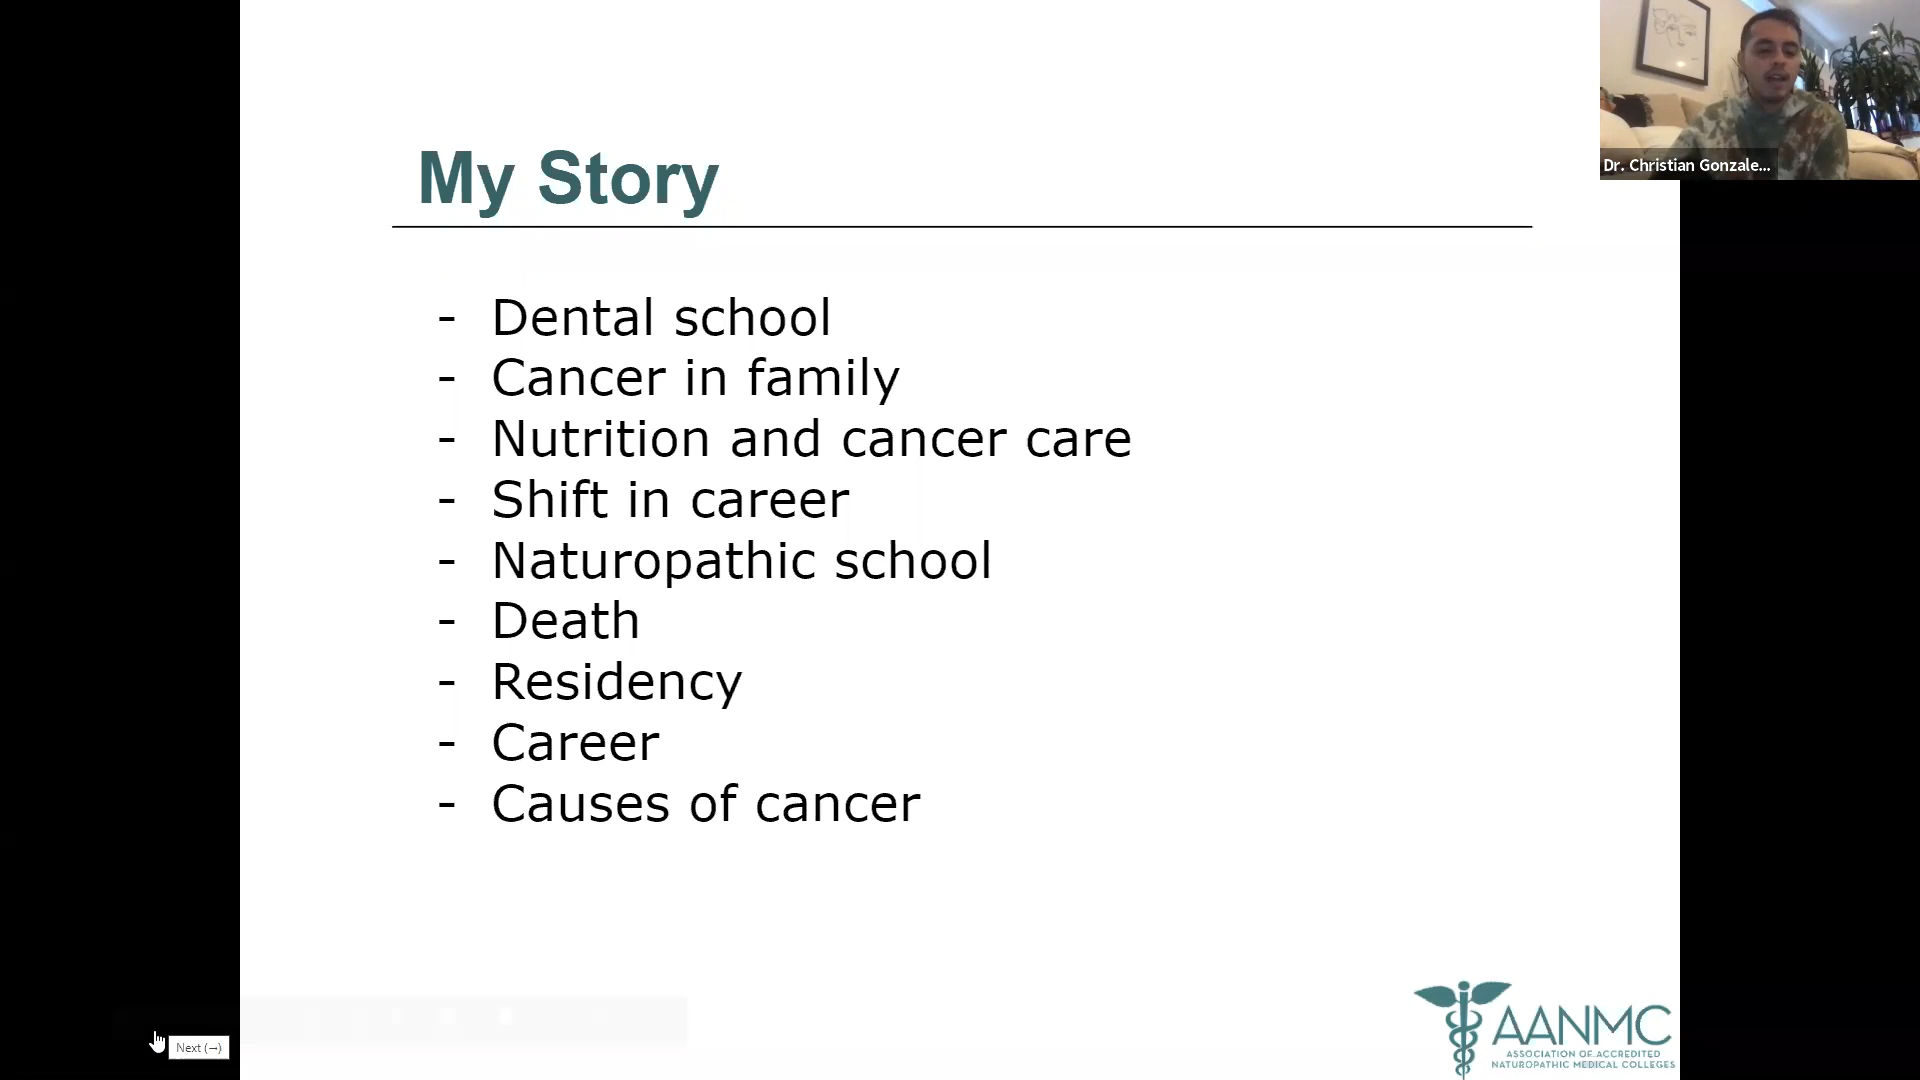 Dr. Christian Gonzale...
My Story
- Dental school
- Cancer in family
- Nutrition and cancer care
- Shift in career
- Naturopathic school
- Death
- Residency
- Career
- Causes of cancer
Next (→)
AANMC
ASSOCIATION OF ACCREDITED
NATUROPATHIC MEDICAL COLLEGES